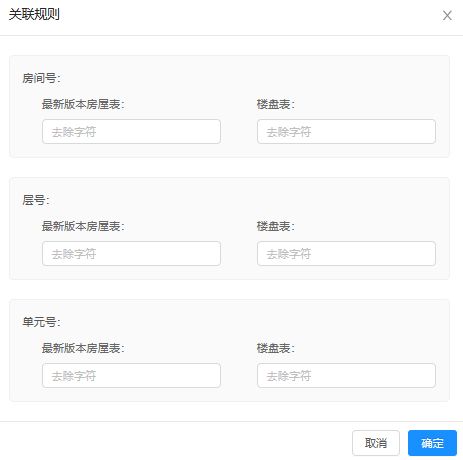 关联规则
房间号：
最新版本房屋表： 楼盘表：
去除字符 去除字符
层号：
最新版本房屋表： 楼盘表：
去除字符 去除字符
单元号：
最新版本房屋表： 楼盘表：
去除字符 去除字符
取消 确定